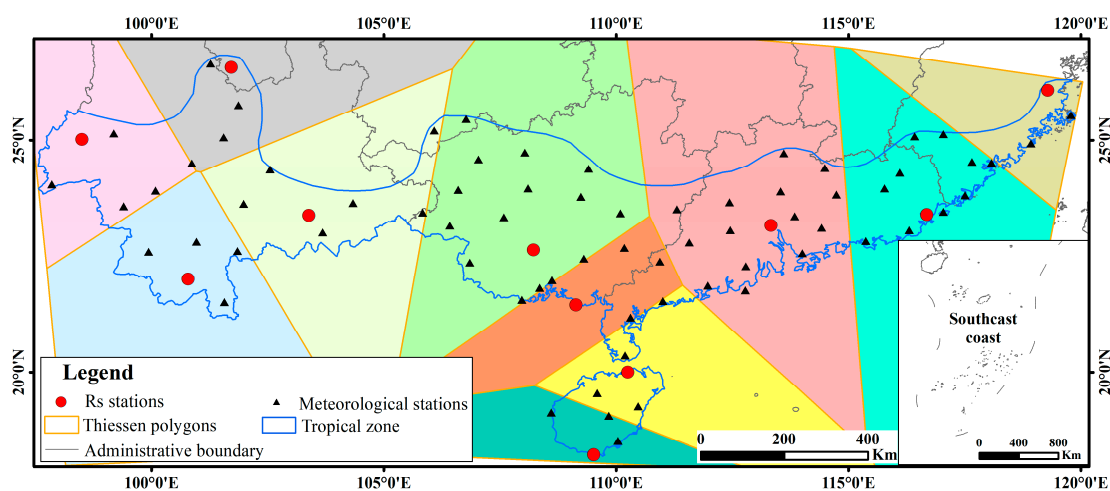 100°0'E 105°0'E 110°0'E 115°0'E 120°0'E
25°0'N 25°0'N
20°0'N 20°0'N
Southeast
coast
Legend
Rs stations
Meteorological stations
Thiessen polygons
Tropical zone
Administrative boundary
0 200 400
Km
0 400 800
Km
100°0'E 105°0'E 110°0'E 115°0'E 120°0'E